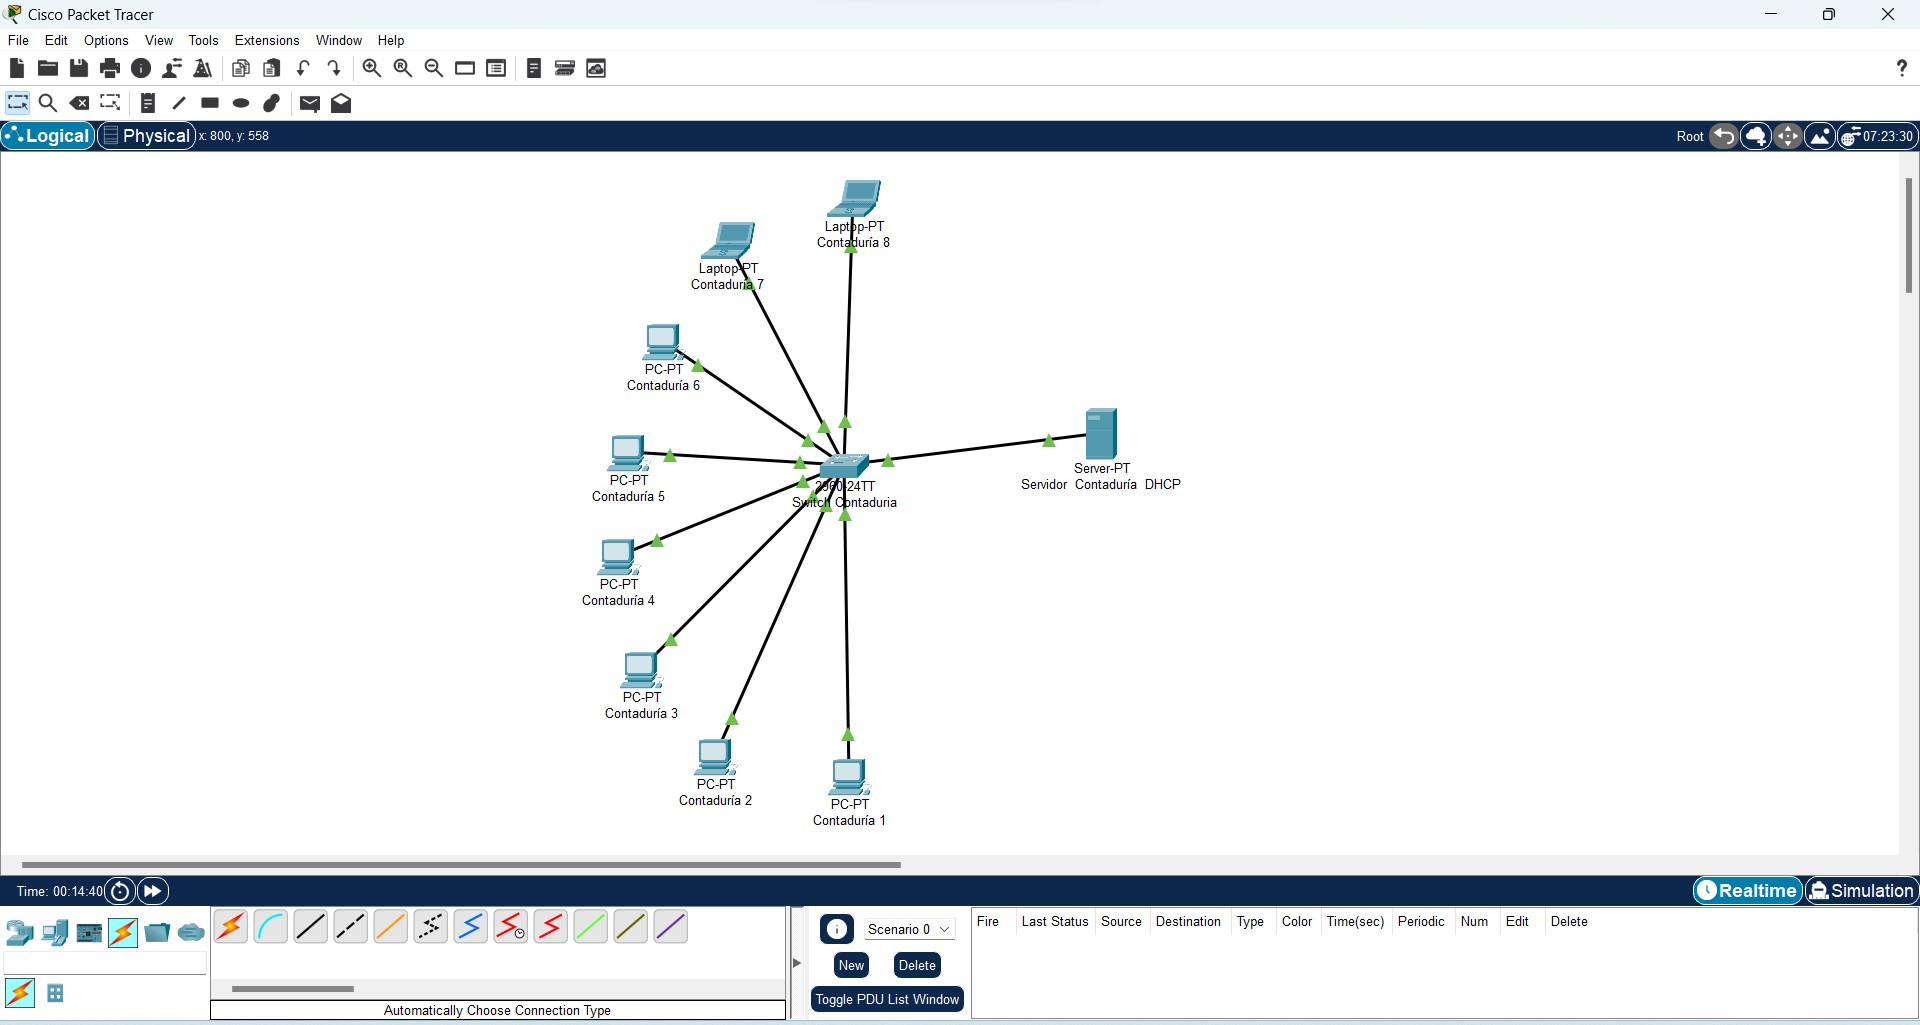 Cisco Packet Tracer
File Edit Options View Tools Extensions Window Help
?
Logical Physical x: 800, y: 558 Root 07:23:30
Laptop-PT
Contaduría 8
Laptop-PT
Contaduría 7
PC-PT
Contaduría 6
PC-PT
Contaduría 5
2960-24TT
Switch Contaduria
Server-PT
Servidor Contaduría DHCP
PC-PT
Contaduría 4
PC-PT
Contaduría 3
PC-PT
Contaduría 2
PC-PT
Contaduría 1
Time: 00:14:40 Realtime Simulation
Scenario 0
New Delete
Toggle PDU List Window
Fire Last Status Source Destination Type Color Time(sec) Periodic Num Edit Delete
Automatically Choose Connection Type